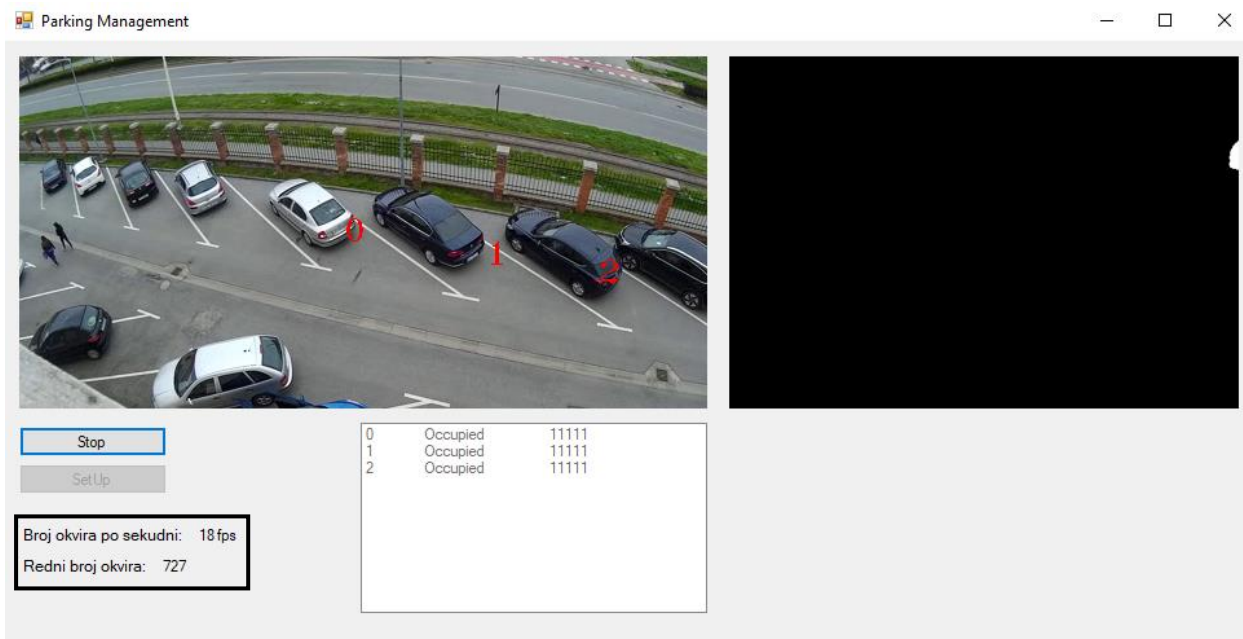 Parking Management
0
1
2
Stop
SetUp
0 Occupied 11111
1 Occupied 11111
2 Occupied 11111
Broj okvira po sekudni: 18 fps
Redni broj okvira: 727